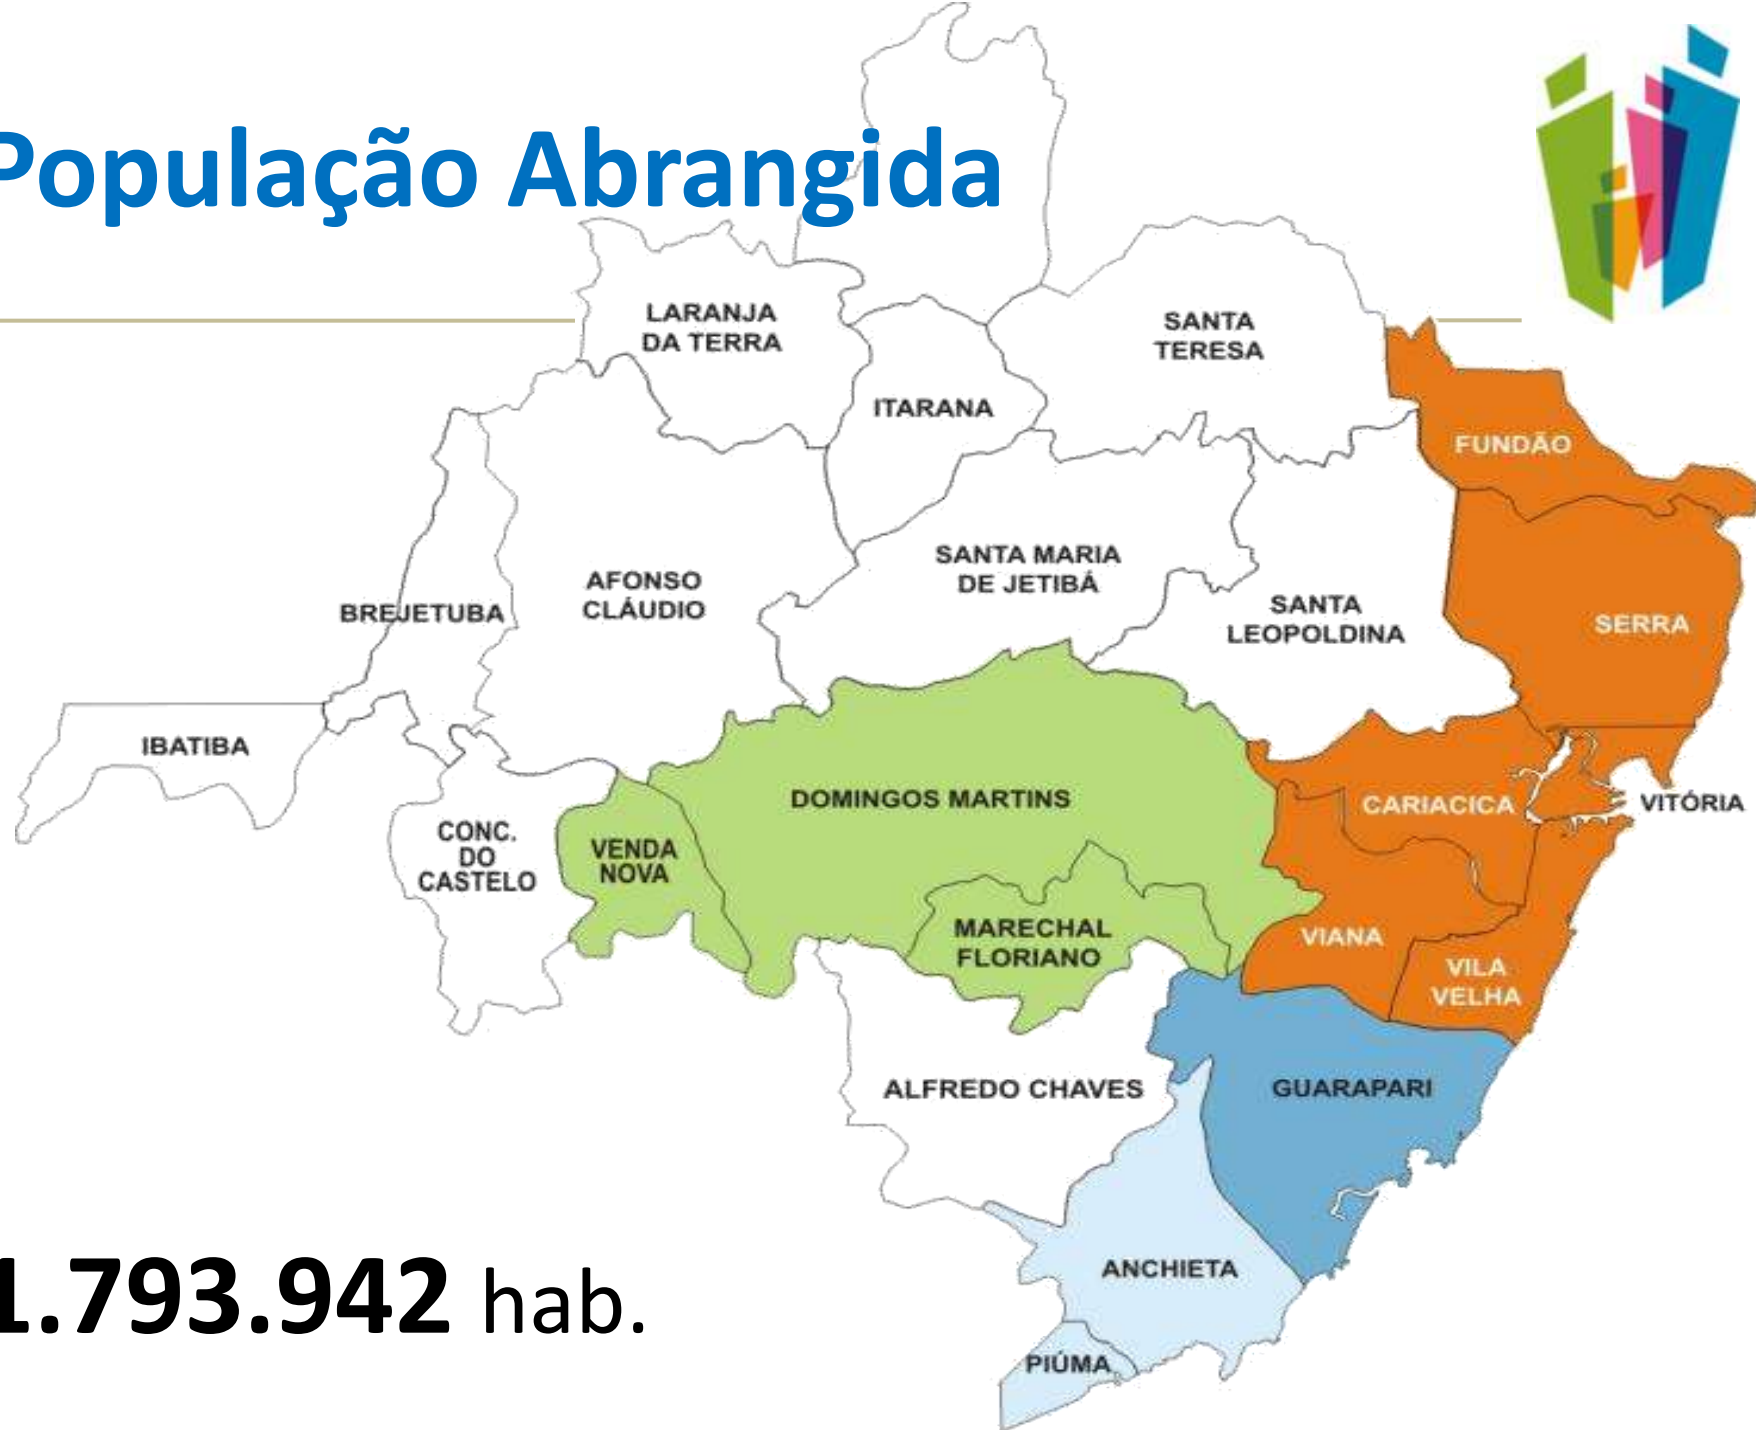 População Abrangida
LARANJA
DA TERRA
SANTA
TERESA
ITARANA
FUNDÃO
SANTA MARIA
DE JETIBÁ
AFONSO
CLÁUDIO
BREJETUBA
SANTA
LEOPOLDINA
SERRA
IBATIBA
DOMINGOS MARTINS
CARIACICA
VITÓRIA
CONC.
DO
CASTELO
VENDA
NOVA
MARECHAL
FLORIANO
VIANA
VILA
VELHA
ALFREDO CHAVES
GUARAPARI
ANCHIETA
1.793.942 hab.
PIÚMA